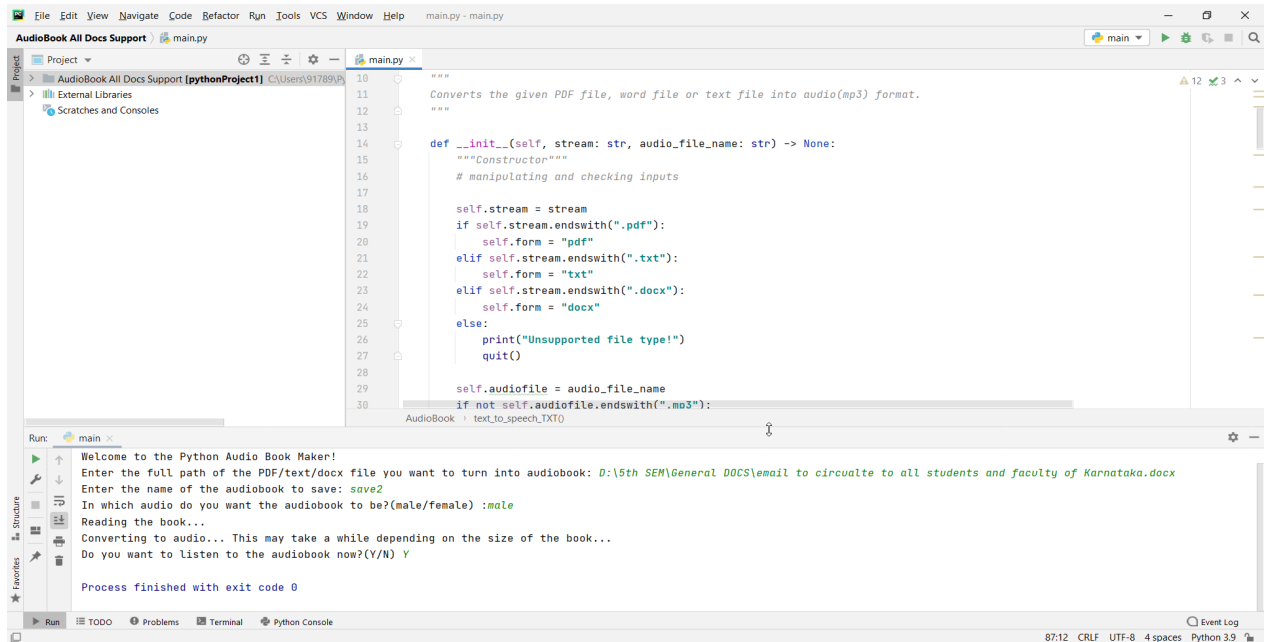 File Edit View Navigate Code Refactor Run Tools VCS Window Help main.py - main.py
AudioBook All Docs Support main.py main
Project
Project
main.py
AudioBook All Docs Support [pythonProject1] C:\Users\91789\Py
External Libraries
Scratches and Consoles
12 3
10 """
11 Converts the given PDF file, word file or text file into audio(mp3) format.
12 """
13
14 def __init__(self, stream: str, audio_file_name: str) -> None:
15 """Constructor"""
16 # manipulating and checking inputs
17
18 self.stream = stream
19 if self.stream.endswith(".pdf"):
20 self.form = "pdf"
21 elif self.stream.endswith(".txt"):
22 self.form = "txt"
23 elif self.stream.endswith(".docx"):
24 self.form = "docx"
25 else:
26 print("Unsupported file type!")
27 quit()
28
29 self.audiofile = audio_file_name
30 if not self.audiofile.endswith(".mp3"):
AudioBook text_to_speech_TXT()
Run: main
Welcome to the Python Audio Book Maker!
Enter the full path of the PDF/text/docx file you want to turn into audiobook: D:\5th SEM\General DOCS\email to circualte to all students and faculty of Karnataka.docx
Enter the name of the audiobook to save: save2
In which audio do you want the audiobook to be?(male/female) :male
Reading the book...
Converting to audio... This may take a while depending on the size of the book...
Do you want to listen to the audiobook now?(Y/N) Y
Process finished with exit code 0
Structure
Favorites
Run TODO Problems Terminal Python Console Event Log
87:12 CRLF UTF-8 4 spaces Python 3.9